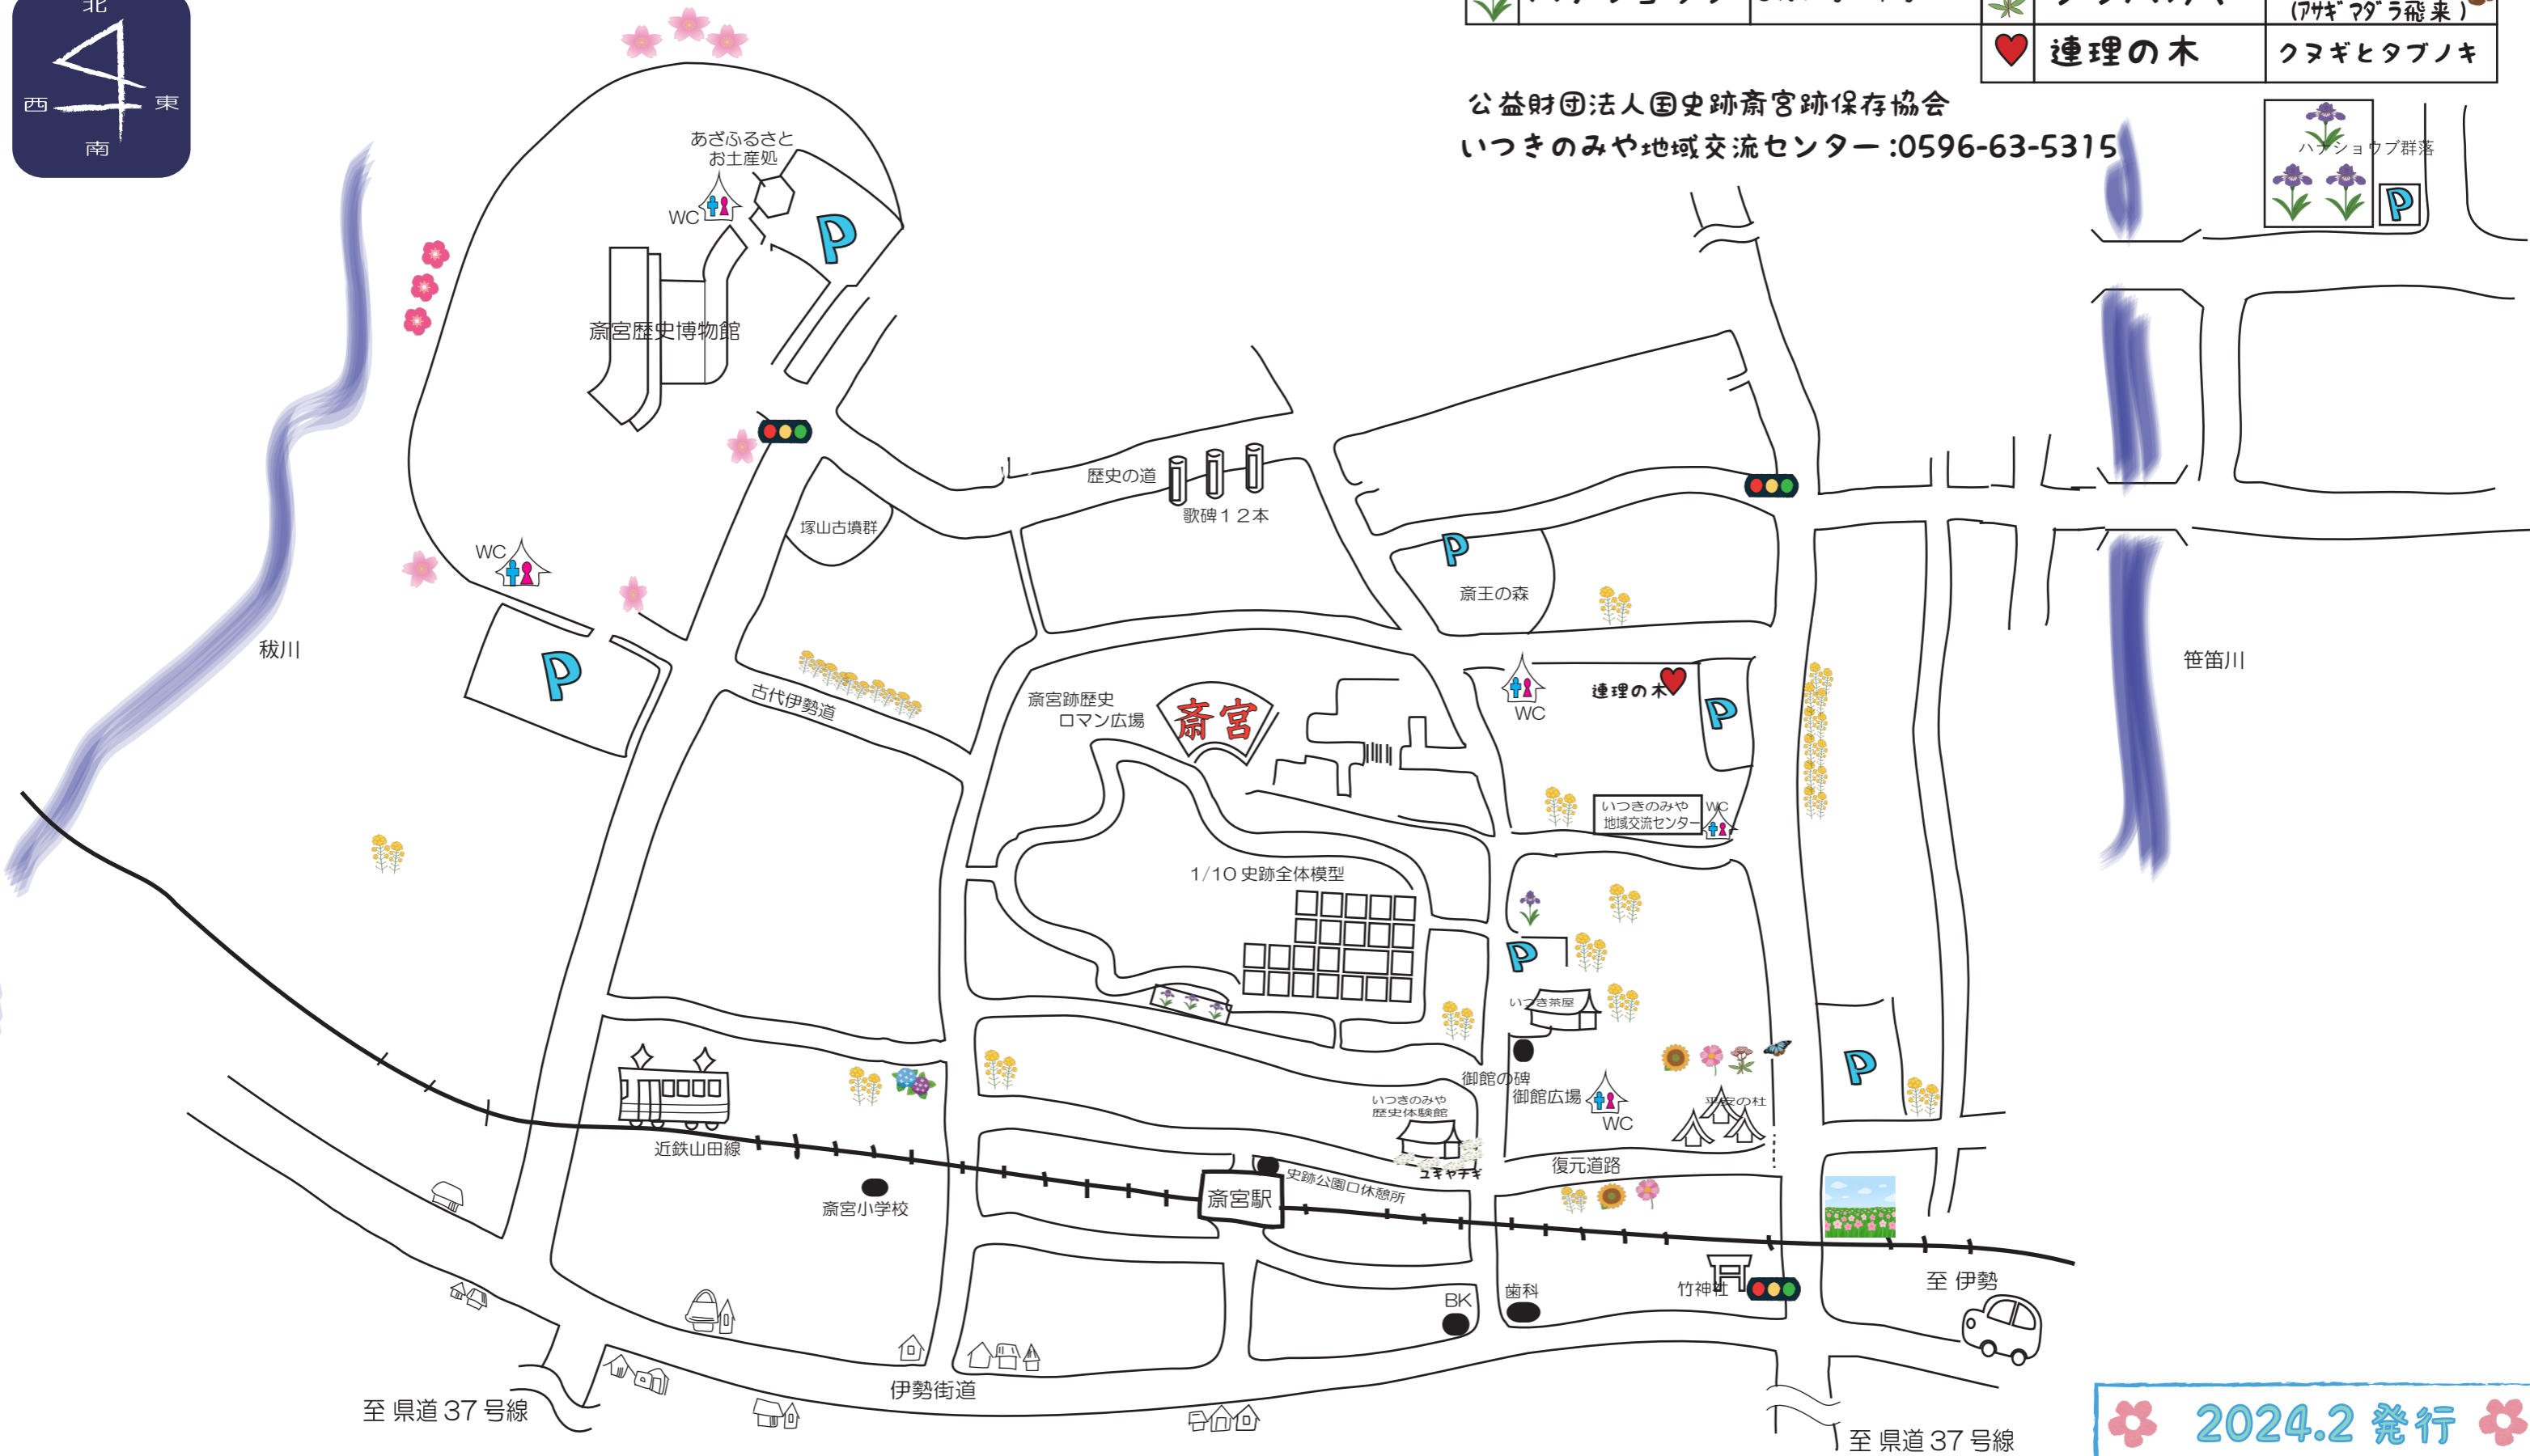 北
西
東
南
(アサギマダラ飛来)
連理の木
クヌギとタブノキ
公益財団法人国史跡斎宮跡保存協会
いつきのみや地域交流センター:0596-63-5315
ハナショウブ群落
P
あざふるさと
お土産処
WC
P
斎宮歴史博物館
歴史の道
歌碑12本
塚山古墳群
WC
P
斎王の森
秡川
笹笛川
P
古代伊勢道
斎宮跡歴史
ロマン広場
斎宮
WC
連理の木
P
いつきのみや
地域交流センター
WC
1/10 史跡全体模型
P
いつき茶屋
御館の碑
御館広場
WC
平安の杜
P
いつきのみや
歴史体験館
ユキヤナギ
復元道路
近鉄山田線
斎宮小学校
斎宮駅
史跡公園口休憩所
竹神社
至 伊勢
BK
歯科
伊勢街道
至 県道 37 号線
至 県道 37 号線
2024.2 発行